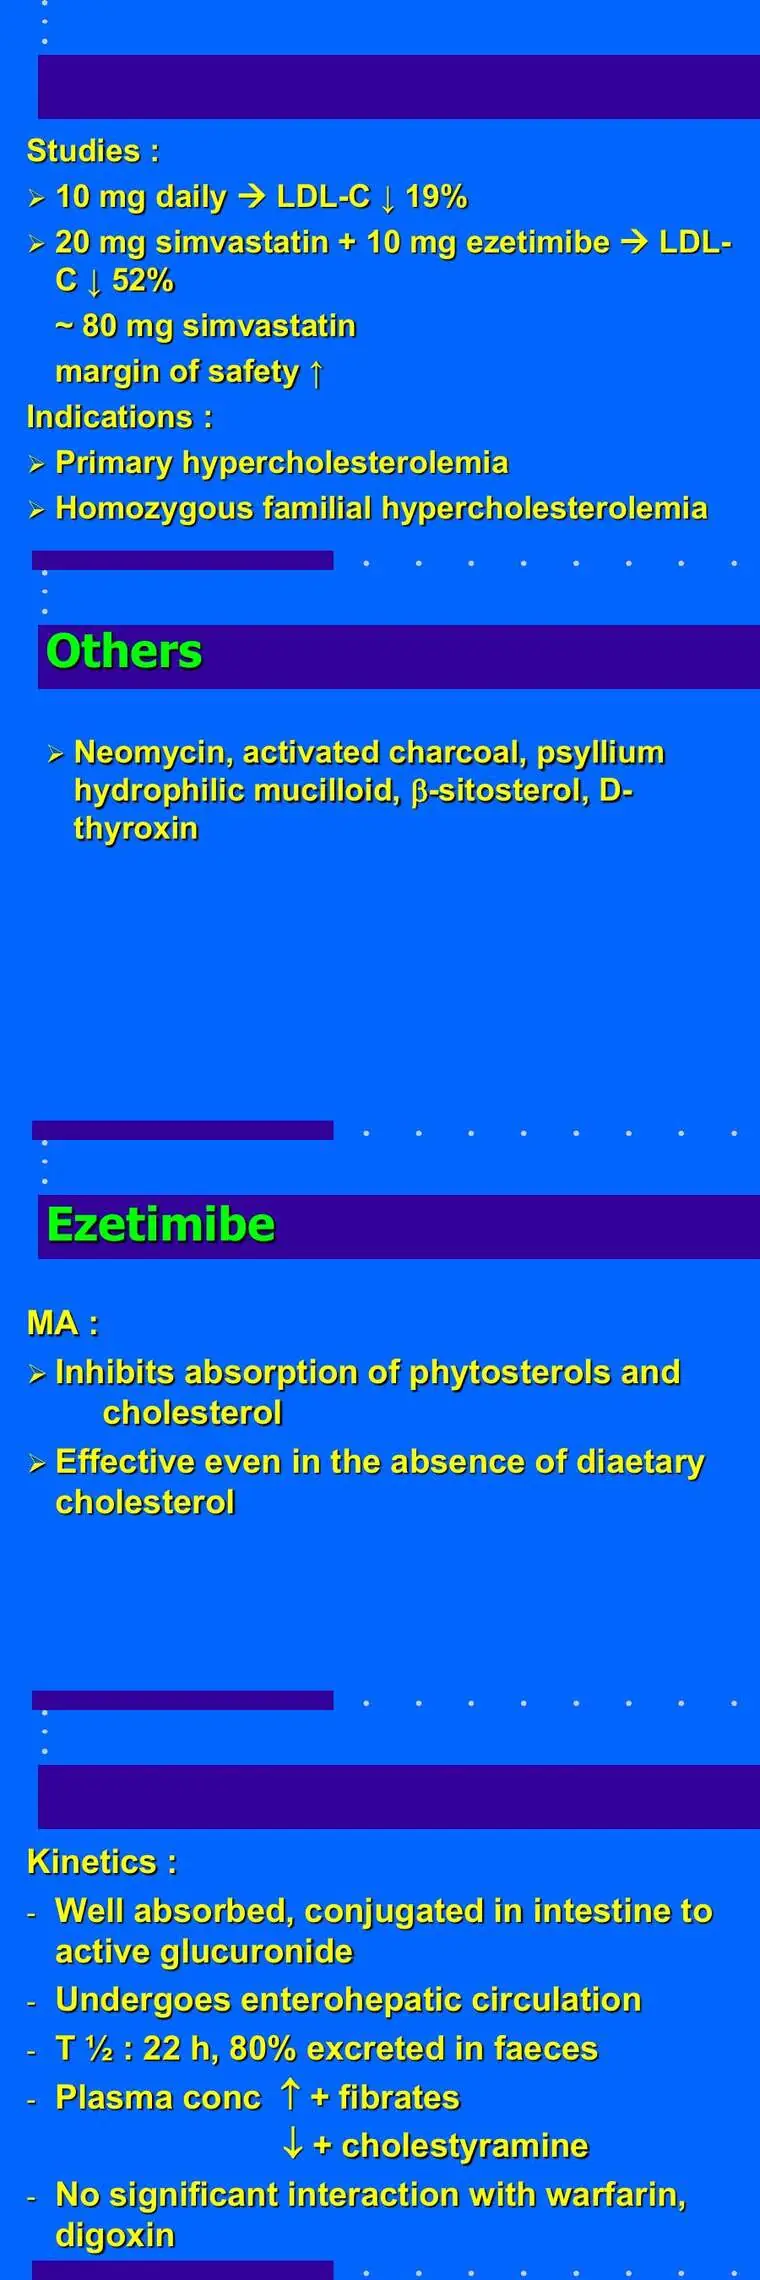 Studies :
➢ 10 mg daily → LDL-C ↓ 19%
➢ 20 mg simvastatin + 10 mg ezetimibe → LDL-
C ↓ 52%
~ 80 mg simvastatin
margin of safety ↑
Indications :
➢ Primary hypercholesterolemia
➢ Homozygous familial hypercholesterolemia
Others
➢ Neomycin, activated charcoal, psyllium
hydrophilic mucilloid, β-sitosterol, D-
thyroxin
Ezetimibe
MA :
➢ Inhibits absorption of phytosterols and
cholesterol
➢ Effective even in the absence of diaetary
cholesterol
Kinetics :
- Well absorbed, conjugated in intestine to
active glucuronide
- Undergoes enterohepatic circulation
- T ½ : 22 h, 80% excreted in faeces
- Plasma conc ↑ + fibrates
↓ + cholestyramine
- No significant interaction with warfarin,
digoxin